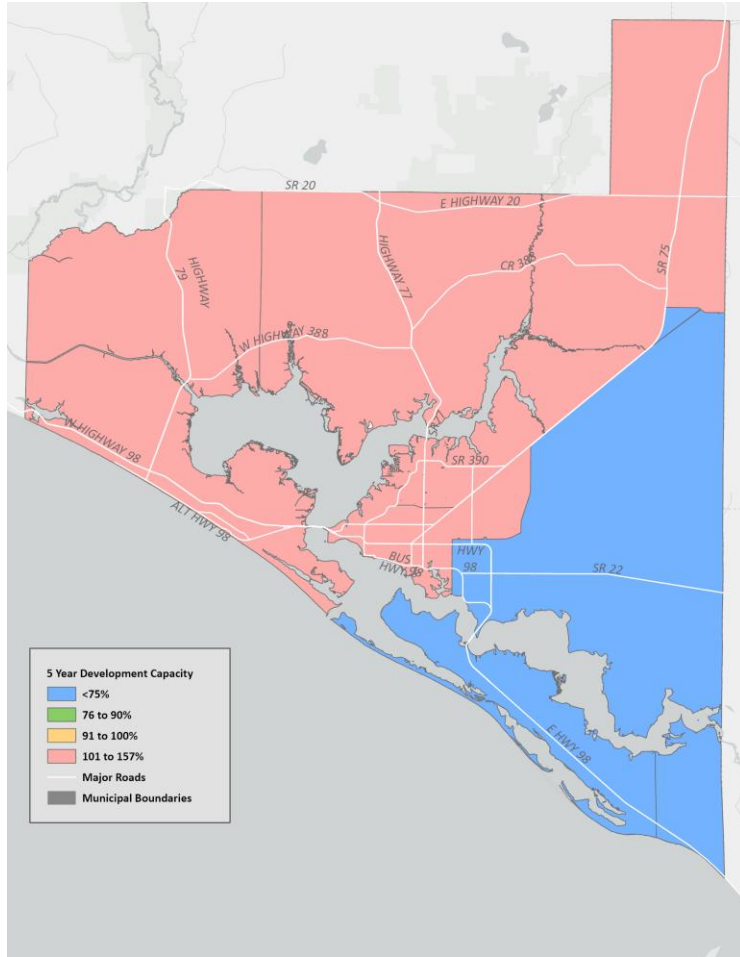 SR 20
E HIGHWAY 20
HIGHWAY 79
HIGHWAY 77
CR 388
SR 75
W HIGHWAY 388
W HIGHWAY 98
SR 390
ALT HWY 98
BUS HWY 98
HWY 98
SR 22
E HWY 98
5 Year Development Capacity
<75%
76 to 90%
91 to 100%
101 to 157%
Major Roads
Municipal Boundaries